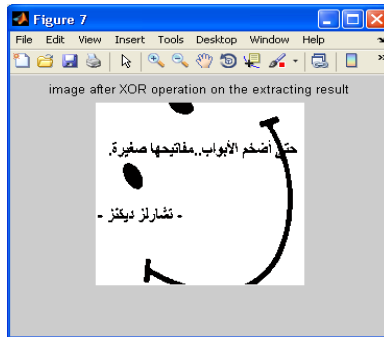 Figure 7
File Edit View Insert Tools Desktop Window Help
image after XOR operation on the extracting result
حتى أضخم الأبواب..مفاتيحها صغيرة.
- تشارلز ديكنز -